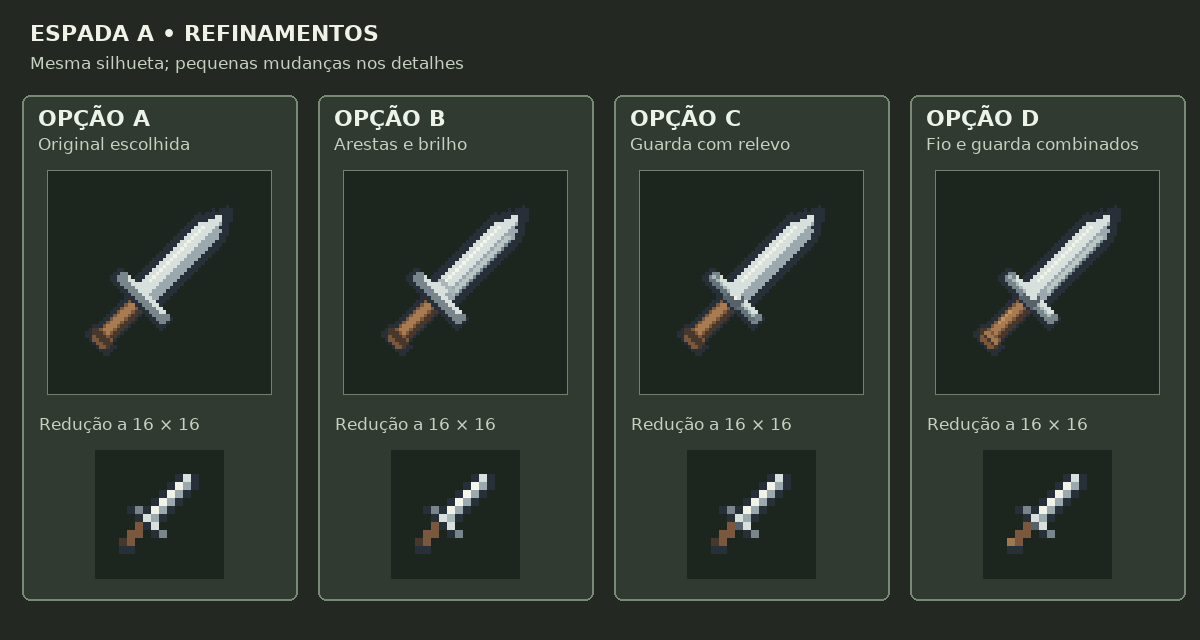 ESPADA A • REFINAMENTOS
Mesma silhueta; pequenas mudanças nos detalhes
OPÇÃO A
Original escolhida
Redução a 16 × 16
OPÇÃO B
Arestas e brilho
Redução a 16 × 16
OPÇÃO C
Guarda com relevo
Redução a 16 × 16
OPÇÃO D
Fio e guarda combinados
Redução a 16 × 16